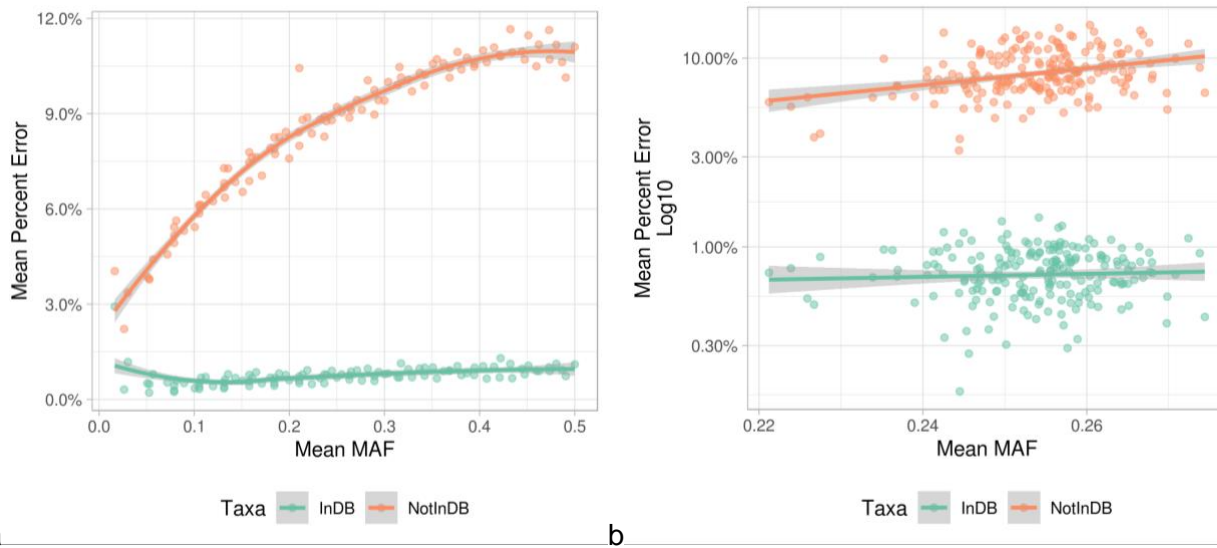 12.0%
9.0%
6.0%
3.0%
0.0%
Mean Percent Error
0.0 0.1 0.2 0.3 0.4 0.5
Mean MAF
Taxa InDB NotInDB
10.00%
3.00%
1.00%
0.30%
Mean Percent Error
Log10
0.22 0.24 0.26
Mean MAF
Taxa InDB NotInDB
b